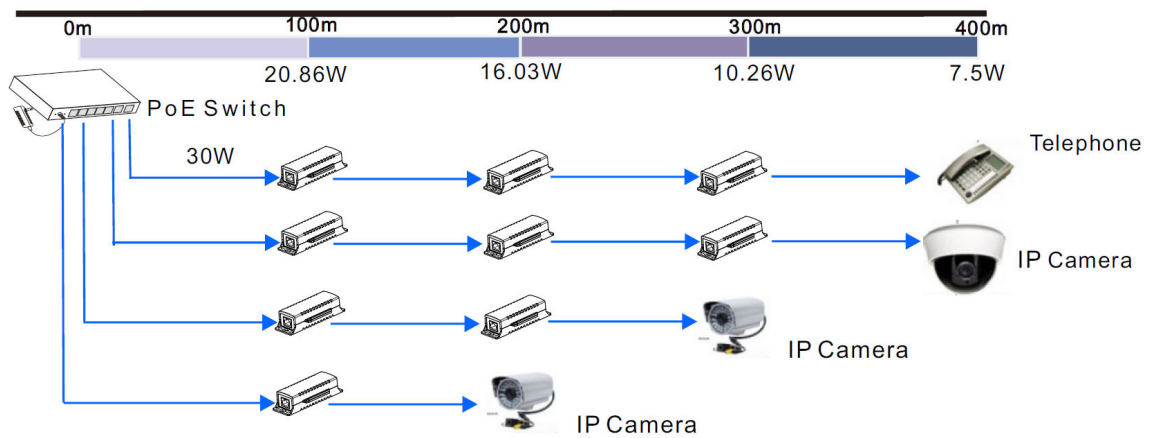 0m 100m 200m 300m 400m
20.86W 16.03W 10.26W 7.5W
PoE Switch
30W
Telephone
IP Camera
IP Camera
IP Camera